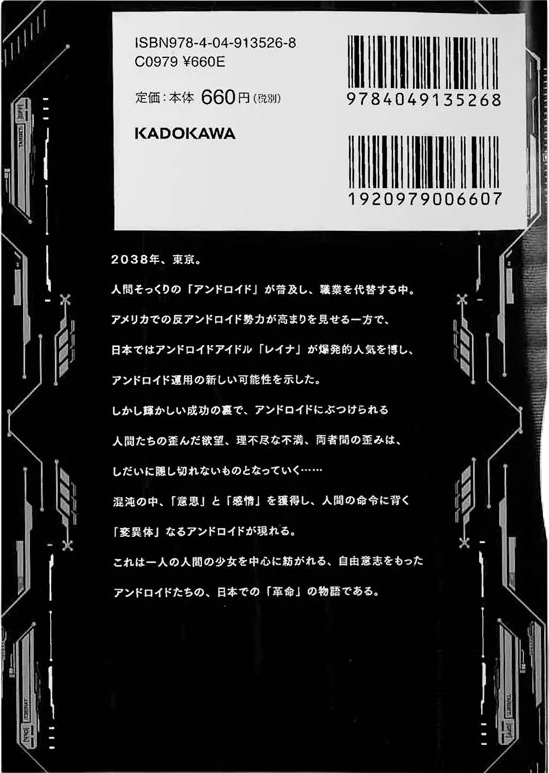 ISBN978-4-04-913526-8
C0979 ¥660E
定価：本体 660円（税別）
KADOKAWA
9784049135268
1920979006607
2038年、東京。
人間そっくりの「アンドロイド」が普及し、職業を代替する中。
アメリカでの反アンドロイド勢力が高まりを見せる一方で、
日本ではアンドロイドアイドル「レイナ」が爆発的人気を博し、
アンドロイド運用の新しい可能性を示した。
しかし輝かしい成功の裏で、アンドロイドにぶつけられる
人間たちの歪んだ欲望、理不尽な不満、両者間の歪みは、
しだいに隠し切れないものとなっていく……
混沌の中、「意思」と「感情」を獲得し、人間の命令に背く
「変異体」なるアンドロイドが現れる。
これは一人の人間の少女を中心に紡がれる、自由意志をもった
アンドロイドたちの、日本での「革命」の物語である。